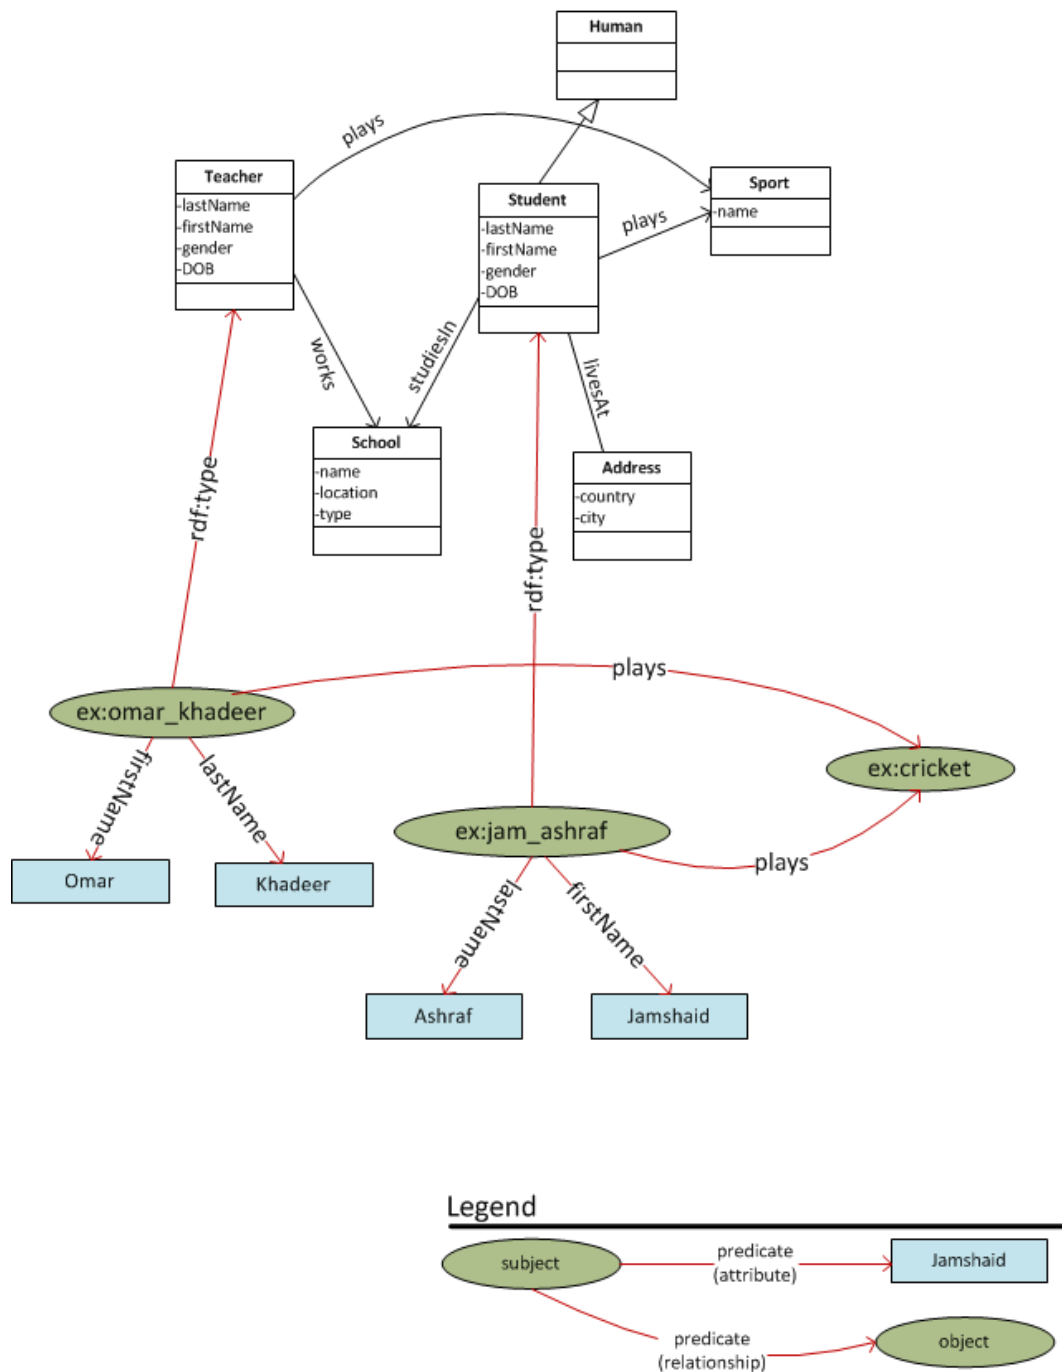 Human
plays
Teacher
-lastName
-firstName
-gender
-DOB
Student
-lastName
-firstName
-gender
-DOB
plays
Sport
-name
works
studiesIn
livesAt
School
-name
-location
-type
Address
-country
-city
rdf:type
rdf:type
ex:omar_khadeer
plays
ex:cricket
firstName
lastName
Omar
Khadeer
ex:jam_ashraf
plays
lastName
firstName
Ashraf
Jamshaid
Legend
subject
predicate
(attribute)
Jamshaid
predicate
(relationship)
object